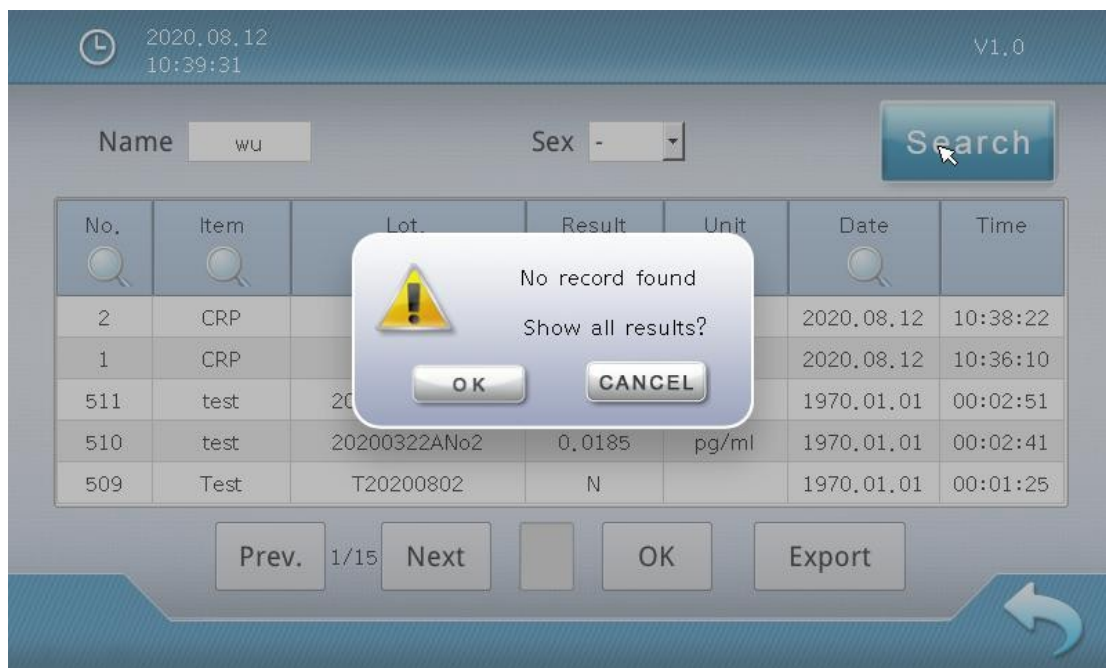 2020.08.12
10:39:31
V1.0
Name wu Sex - Search
No. Item Lot. Result Unit Date Time
No record found
Show all results?
OK CANCEL
2 CRP 2020.08.12 10:38:22
1 CRP 2020.08.12 10:36:10
511 test 1970.01.01 00:02:51
510 test 20200322ANo2 0.0185 pg/ml 1970.01.01 00:02:41
509 Test T20200802 N 1970.01.01 00:01:25
Prev. 1/15 Next OK Export